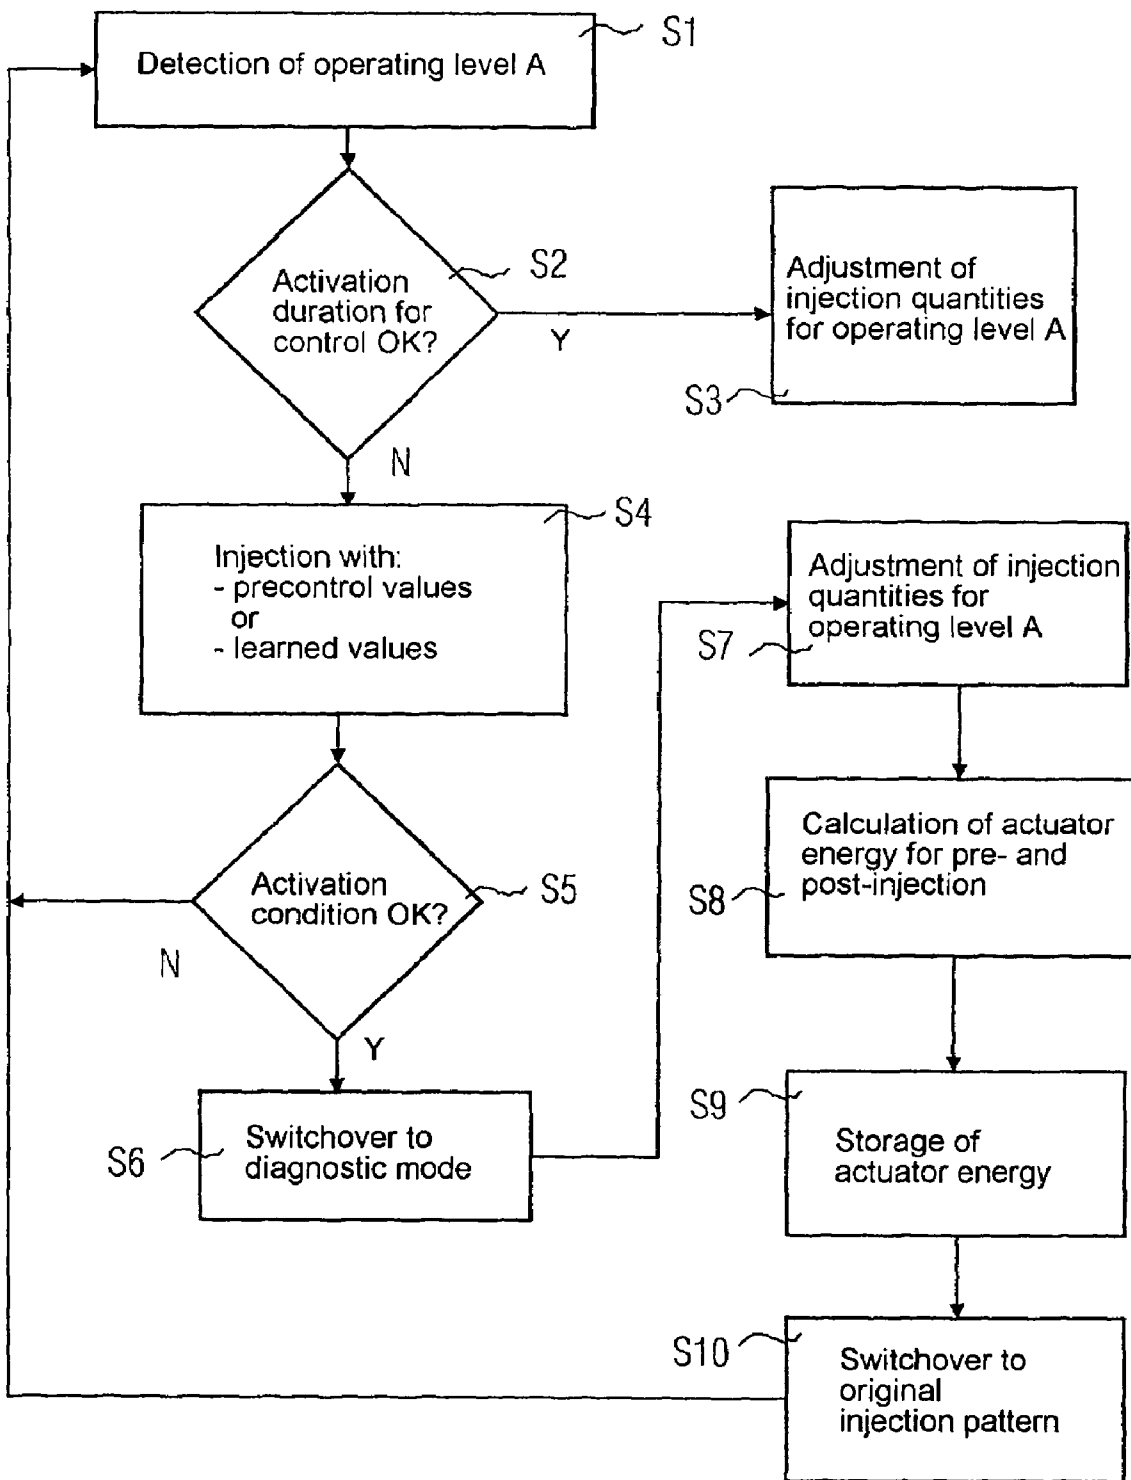 S1
Detection of operating level A
S2
Activation
duration for
control OK?
Y
Adjustment of
injection quantities
for operating level A
S3
N
S4
Injection with:
- precontrol values
or
- learned values
Adjustment of injection
quantities for
operating level A
S7
Activation
condition OK?
S5
N
Y
Calculation of actuator
energy for pre- and
post-injection
S8
S6
Switchover to
diagnostic mode
S9
Storage of
actuator energy
S10
Switchover to
original
injection pattern